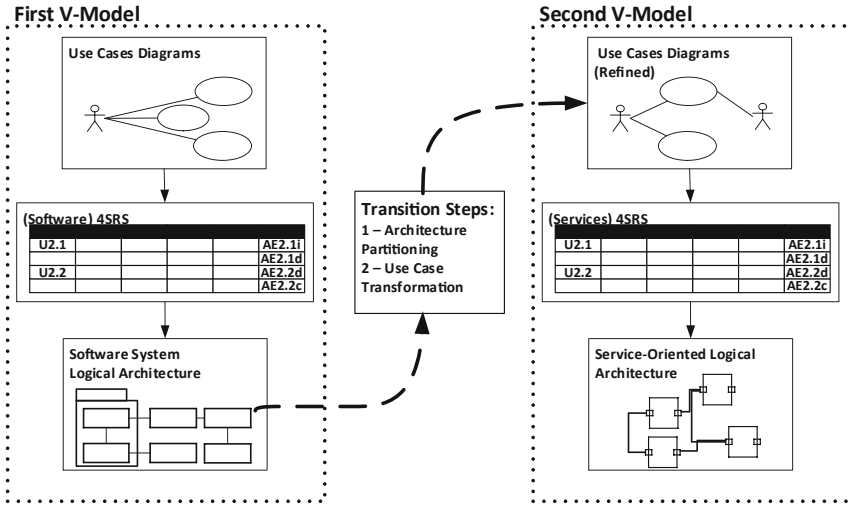 First V-Model
Use Cases Diagrams
(Software) 4SRS
U2.1 AE2.1i
AE2.1d
U2.2 AE2.2d
AE2.2c
Software System
Logical Architecture
Transition Steps:
1 – Architecture
Partitioning
2 – Use Case
Transformation
Second V-Model
Use Cases Diagrams
(Refined)
(Services) 4SRS
U2.1 AE2.1i
AE2.1d
U2.2 AE2.2d
AE2.2c
Service-Oriented Logical
Architecture